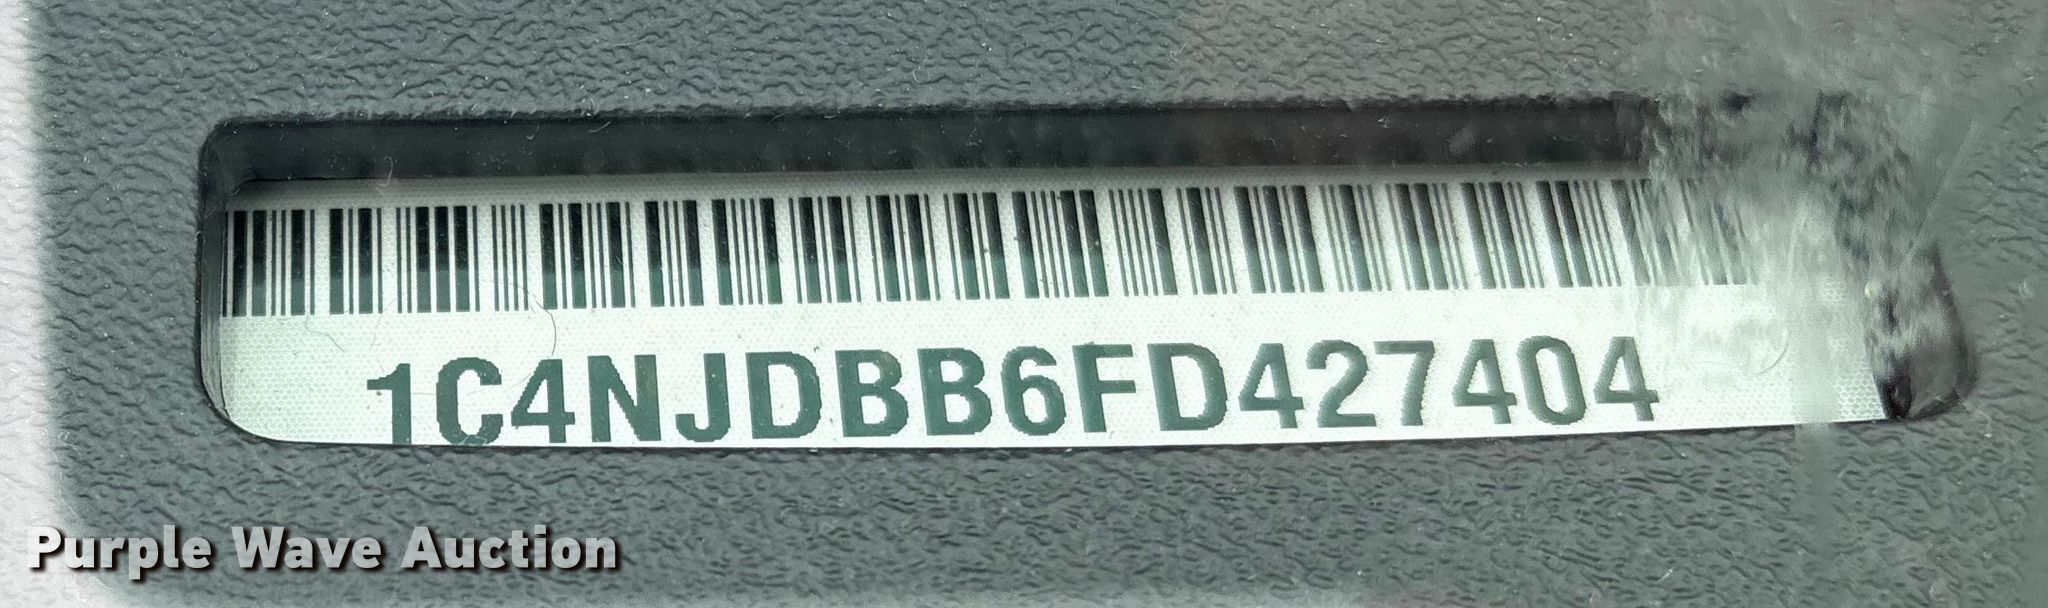 1C4NJDBB6FD427404
Purple Wave Auction